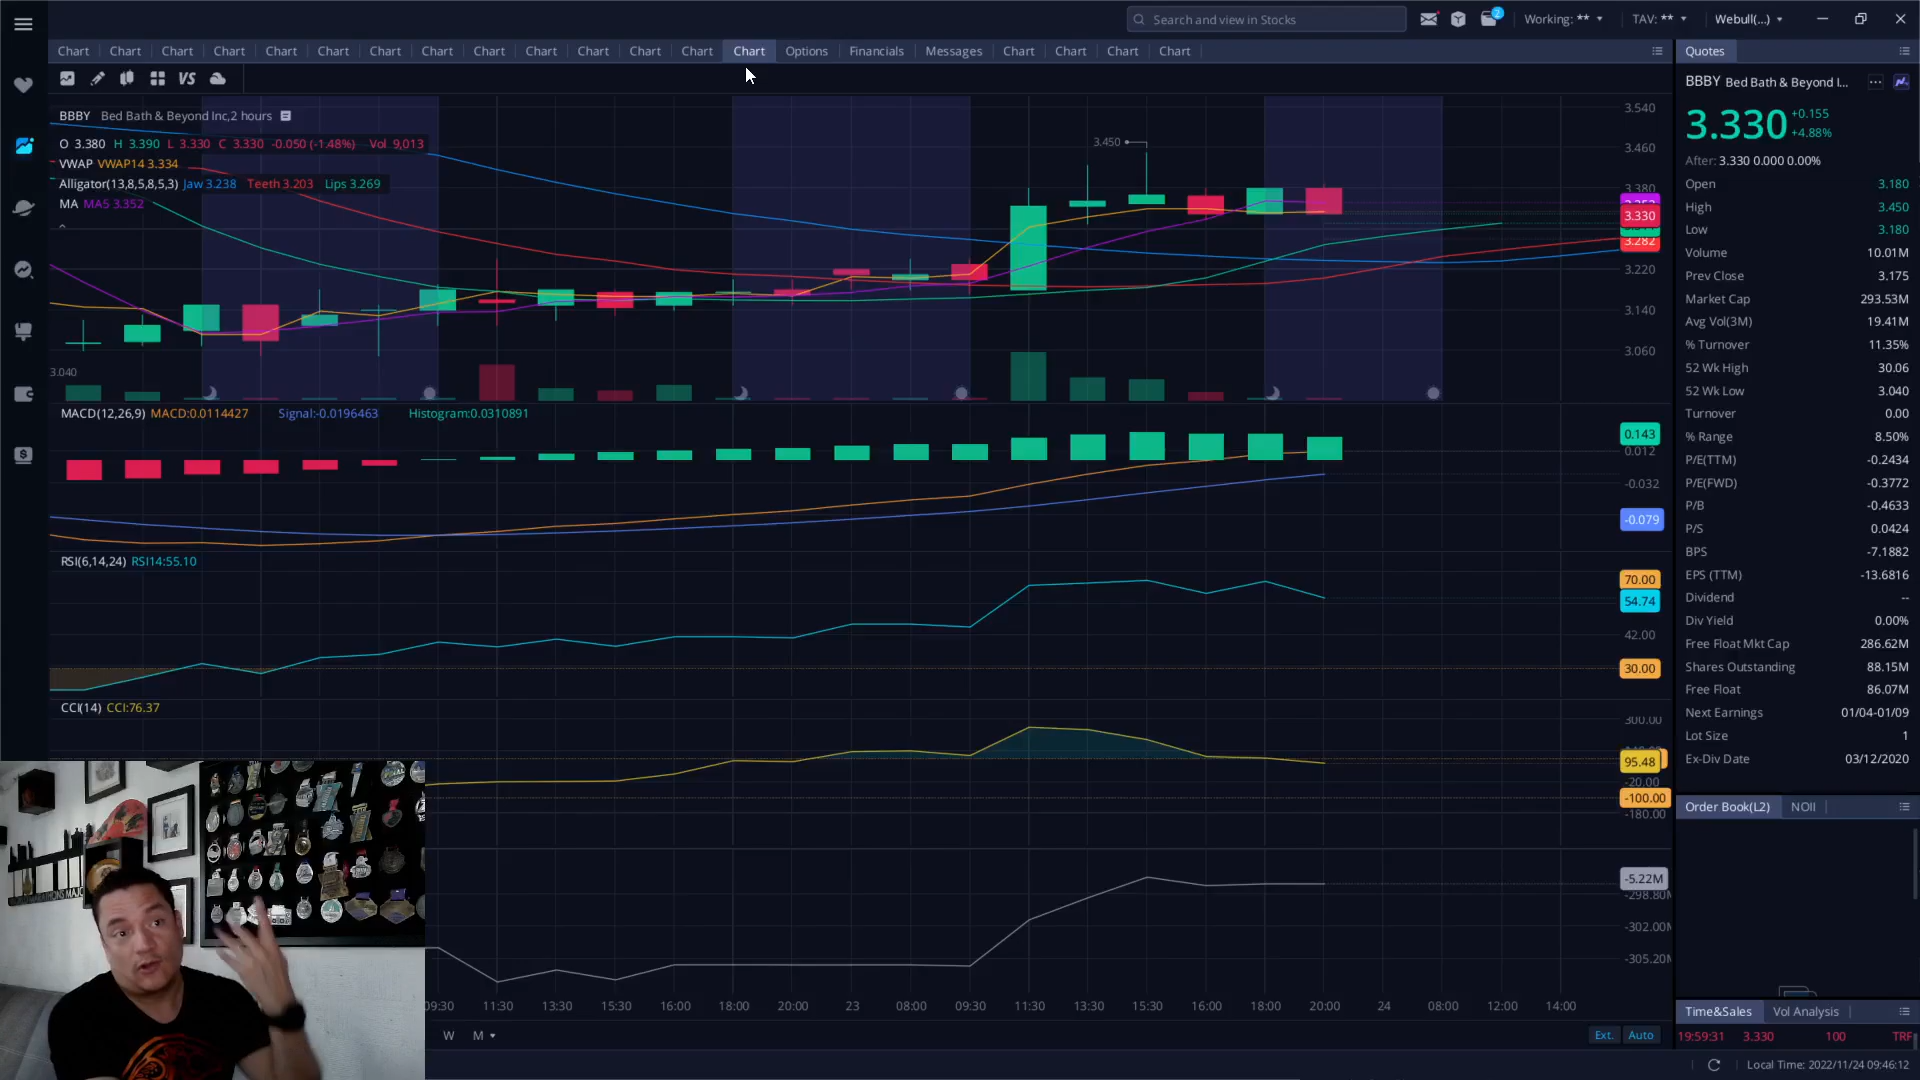 Search and view in Stocks
2
Working: **
TAV: **
Webull(...)
Chart Chart Chart Chart Chart Chart Chart Chart Chart Chart Chart Chart Chart Chart Options Financials Messages Chart Chart Chart Chart
Quotes
VS
BBBY Bed Bath & Beyond Inc,2 hours
O 3.380 H 3.390 L 3.330 C 3.330 -0.050 (-1.48%) Vol 9,013
VWAP VWAP14 3.334
Alligator(13,8,5,8,5,3) Jaw 3.238 Teeth 3.203 Lips 3.269
MA MA5 3.352
3.450
3.040
3.540
3.460
3.380
3.330
3.282
3.220
3.140
3.060
MACD(12,26,9) MACD:0.0114427 Signal:-0.0196463 Histogram:0.0310891
0.143
0.012
-0.032
-0.079
RSI(6,14,24) RSI14:55.10
70.00
54.74
42.00
30.00
CCI(14) CCI:76.37
300.00
95.48
-20.00
-100.00
-180.00
-5.22M
-298.80M
-302.00M
-305.20M
09:30 11:30 13:30 15:30 16:00 18:00 20:00 23 08:00 09:30 11:30 13:30 15:30 16:00 18:00 20:00 24 08:00 12:00 14:00
W M
Ext. Auto
BBBY Bed Bath & Beyond I...
3.330 +0.155
+4.88%
After: 3.330 0.000 0.00%
Open 3.180
High 3.450
Low 3.180
Volume 10.01M
Prev Close 3.175
Market Cap 293.53M
Avg Vol(3M) 19.41M
% Turnover 11.35%
52 Wk High 30.06
52 Wk Low 3.040
Turnover 0.00
% Range 8.50%
P/E(TTM) -0.2434
P/E(FWD) -0.3772
P/B -0.4633
P/S 0.0424
BPS -7.1882
EPS (TTM) -13.6816
Dividend --
Div Yield 0.00%
Free Float Mkt Cap 286.62M
Shares Outstanding 88.15M
Free Float 86.07M
Next Earnings 01/04-01/09
Lot Size 1
Ex-Div Date 03/12/2020
Order Book(L2) NOII
Time&Sales Vol Analysis
19:59:31 3.330 100 TRF
Local Time: 2022/11/24 09:46:12